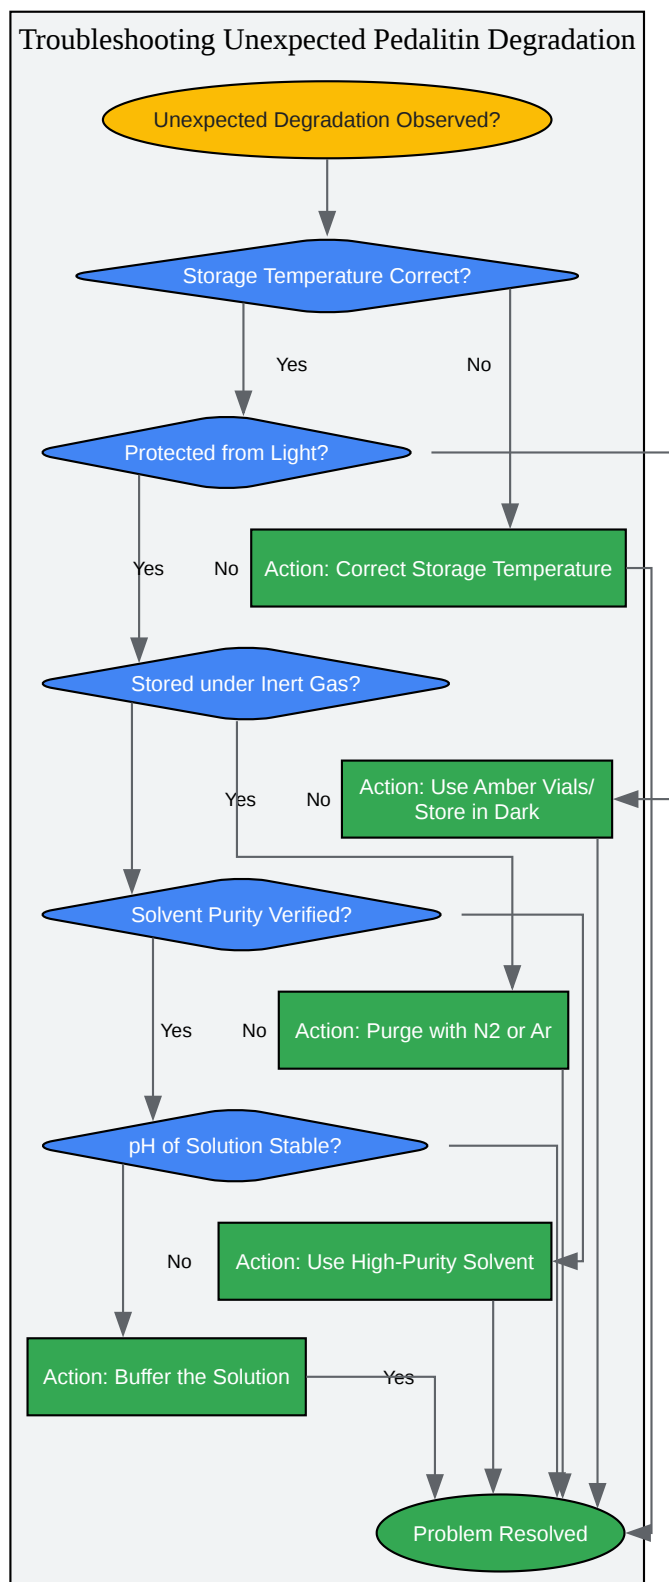 Troubleshooting Unexpected Pedalitin Degradation
Unexpected Degradation Observed?
Storage Temperature Correct?
Yes
No
Protected from Light?
Yes
No
Action: Correct Storage Temperature
Stored under Inert Gas?
Yes
No
Action: Use Amber Vials/
Store in Dark
Solvent Purity Verified?
Yes
No
Action: Purge with N2 or Ar
pH of Solution Stable?
No
Action: Use High-Purity Solvent
Action: Buffer the Solution
Yes
Problem Resolved